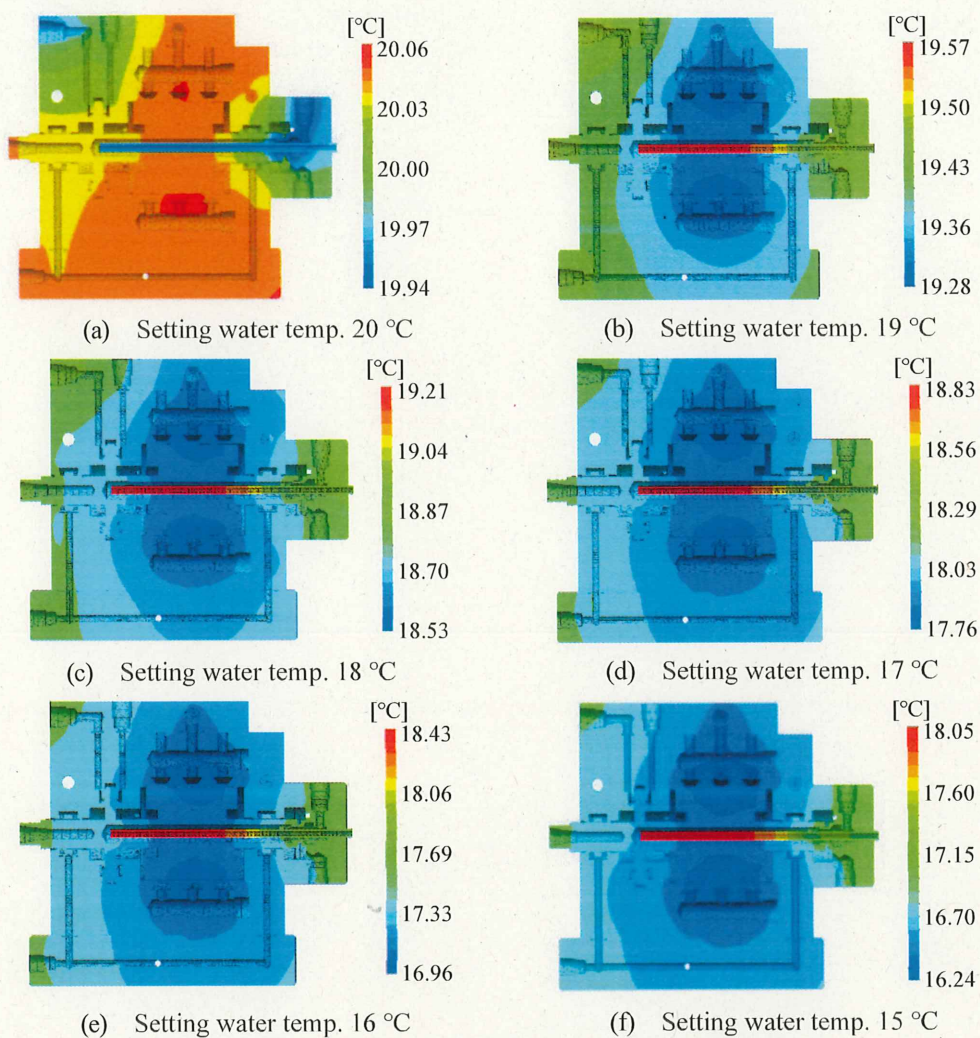 [°C]
20.06
20.03
20.00
19.97
19.94
(a) Setting water temp. 20 °C
[°C]
19.57
19.50
19.43
19.36
19.28
(b) Setting water temp. 19 °C
[°C]
19.21
19.04
18.87
18.70
18.53
(c) Setting water temp. 18 °C
[°C]
18.83
18.56
18.29
18.03
17.76
(d) Setting water temp. 17 °C
[°C]
18.43
18.06
17.69
17.33
16.96
(e) Setting water temp. 16 °C
[°C]
18.05
17.60
17.15
16.70
16.24
(f) Setting water temp. 15 °C